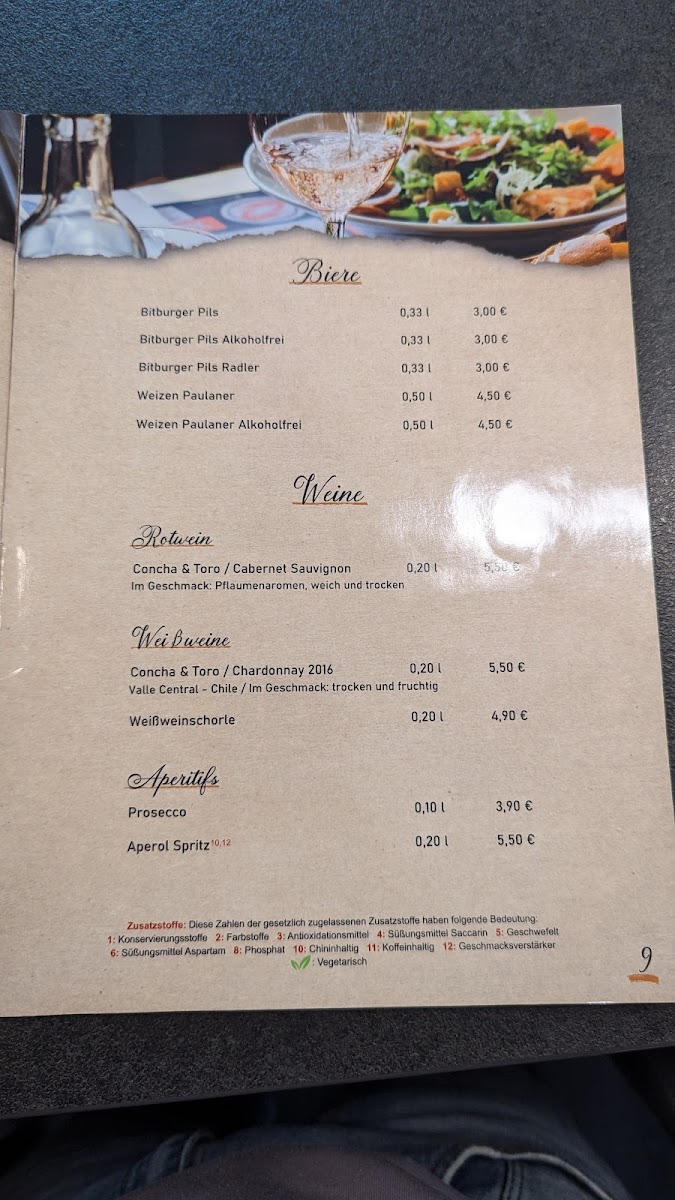 Biere
Bitburger Pils 0,33 l 3,00 €
Bitburger Pils Alkoholfrei 0,33 l 3,00 €
Bitburger Pils Radler 0,33 l 3,00 €
Weizen Paulaner 0,50 l 4,50 €
Weizen Paulaner Alkoholfrei 0,50 l 4,50 €
Weine
Rotwein
Concha & Toro / Cabernet Sauvignon 0,20 l 5,50 €
Im Geschmack: Pflaumenaromen, weich und trocken
Weißweine
Concha & Toro / Chardonnay 2016 0,20 l 5,50 €
Valle Central - Chile / Im Geschmack: trocken und fruchtig
Weißweinschorle 0,20 l 4,90 €
Aperitifs
Prosecco 0,10 l 3,90 €
Aperol Spritz10,12 0,20 l 5,50 €
Zusatzstoffe: Diese Zahlen der gesetzlich zugelassenen Zusatzstoffe haben folgende Bedeutung:
1: Konservierungsstoffe 2: Farbstoffe 3: Antioxidationsmittel 4: Süßungsmittel Saccarin 5: Geschwefelt
6: Süßungsmittel Aspartam 8: Phosphat 10: Chininhaltig 11: Koffeinhaltig 12: Geschmacksverstärker
: Vegetarisch
9